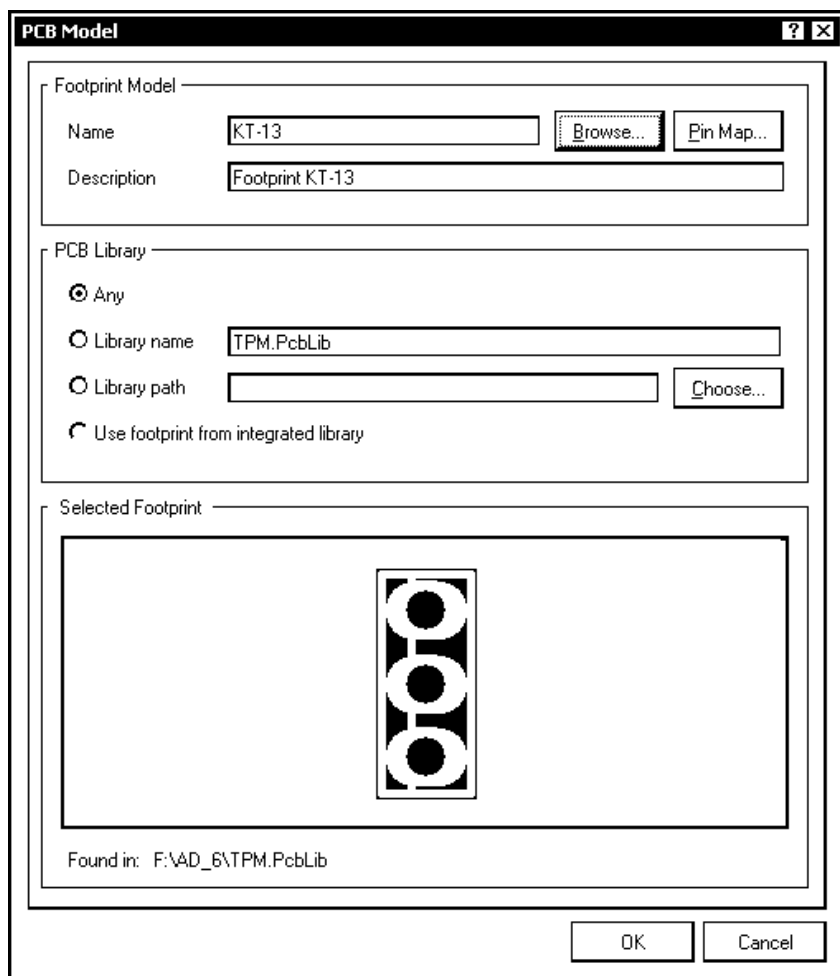 PCB Model
Footprint Model
Name KT-13 Browse... Pin Map...
Description Footprint KT-13
PCB Library
Any
Library name TPM.PcbLib
Library path Choose...
Use footprint from integrated library
Selected Footprint
Found in: F:\AD_6\TPM.PcbLib
OK Cancel